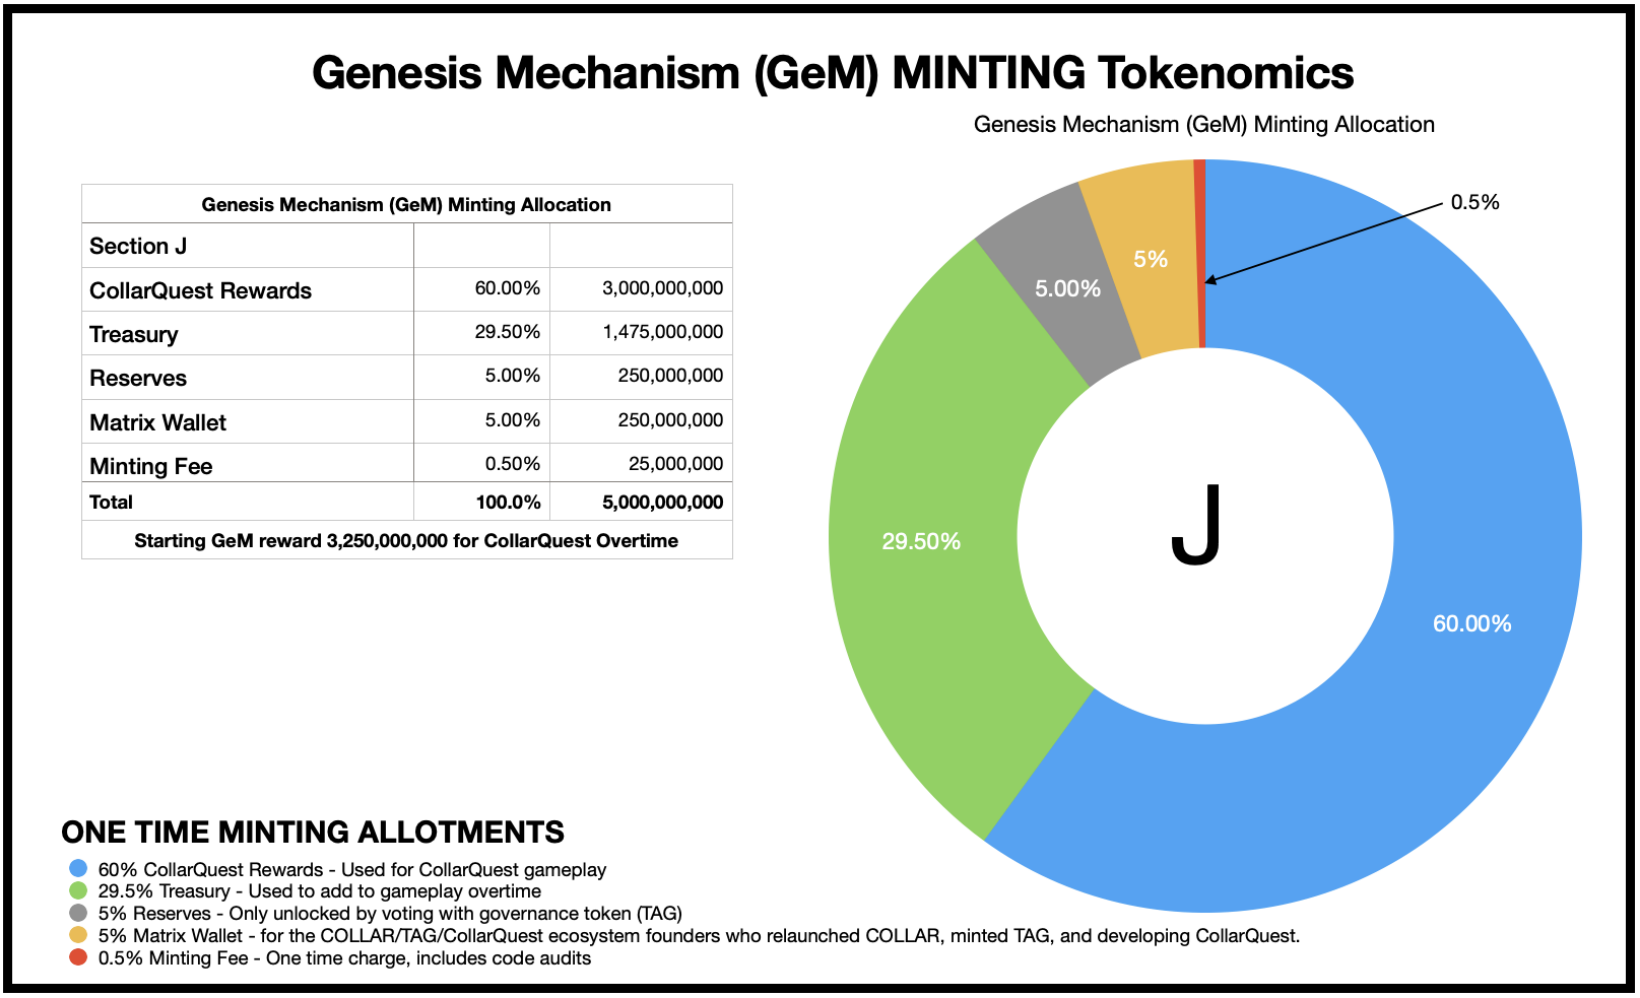 Genesis Mechanism (GeM) MINTING Tokenomics
Genesis Mechanism (GeM) Minting Allocation
Genesis Mechanism (GeM) Minting Allocation
Section J
CollarQuest Rewards 60.00% 3,000,000,000
Treasury 29.50% 1,475,000,000
Reserves 5.00% 250,000,000
Matrix Wallet 5.00% 250,000,000
Minting Fee 0.50% 25,000,000
Total 100.0% 5,000,000,000
Starting GeM reward 3,250,000,000 for CollarQuest Overtime
0.5%
5%
5.00%
29.50%
J
60.00%
ONE TIME MINTING ALLOTMENTS
60% CollarQuest Rewards - Used for CollarQuest gameplay
29.5% Treasury - Used to add to gameplay overtime
5% Reserves - Only unlocked by voting with governance token (TAG)
5% Matrix Wallet - for the COLLAR/TAG/CollarQuest ecosystem founders who relaunched COLLAR, minted TAG, and developing CollarQuest.
0.5% Minting Fee - One time charge, includes code audits